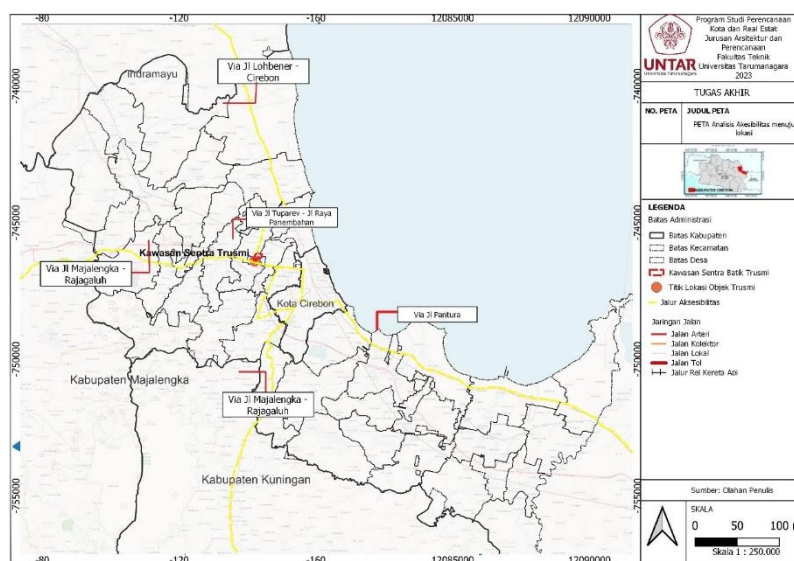 -80
-120
-160
12085000
12090000
-740000
-745000
-750000
-755000
Via Jl Lohbener -
Cirebon
Indramayu
Via Jl Tuparev - Jl Raya
Panembahan
Kawasan Sentra Trusmi
Via Jl Majalengka -
Rajagaluh
Kota Cirebon
Via Jl Pantura
Kabupaten Majalengka
Via Jl Majalengka -
Rajagaluh
Kabupaten Kuningan
-740000
-745000
-750000
-755000
-80
-120
-160
12085000
12090000
UNTAR
Universitas Tarumanagara
Program Studi Perencanaan
Kota dan Real Estat
Jurusan Arsitektur dan
Perencanaan
Fakultas Teknik
Universitas Tarumanagara
2023
TUGAS AKHIR
NO. PETA
JUDUL PETA
PETA Analisis Aksesibilitas menuju
lokasi
LEGENDA
Batas Administrasi
Batas Kabupaten
Batas Kecamatan
Batas Desa
Kawasan Sentra Batik Trusmi
Titik Lokasi Objek Trusmi
Jalur Aksesibilitas
Jaringan Jalan
Jalan Arteri
Jalan Kolektor
Jalan Lokal
Jalan Tol
Jalur Rel Kereta Api
Sumber: Olahan Penulis
SKALA
0 50 100
Skala 1 : 250.000